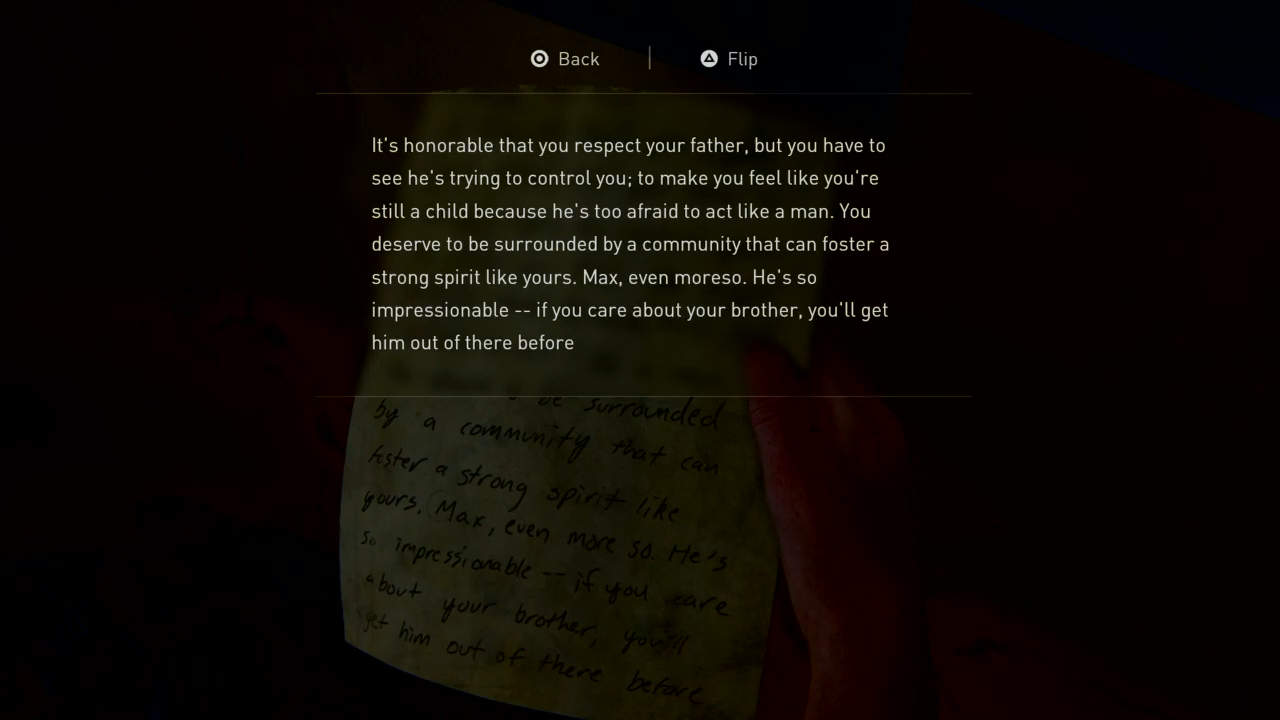 Back
Flip
It's honorable that you respect your father, but you have to
see he's trying to control you; to make you feel like you're
still a child because he's too afraid to act like a man. You
deserve to be surrounded by a community that can foster a
strong spirit like yours. Max, even moreso. He's so
impressionable -- if you care about your brother, you'll get
him out of there before
be surrounded
by a community that can
foster a strong spirit like
yours. Max, even more so. He's
so impressionable -- if you care
about your brother, you'll
get him out of there before